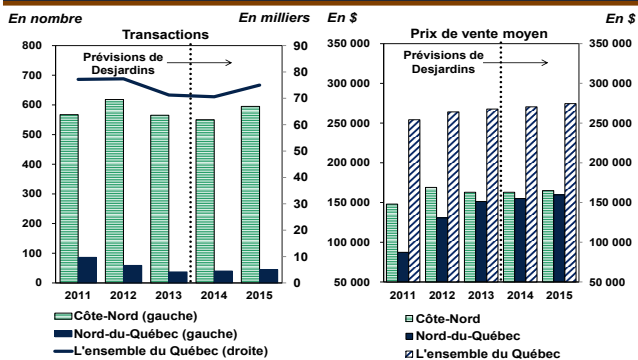 En nombre
En milliers
Transactions
Prévisions de
Desjardins
800
700
600
500
400
300
200
100
0
90
80
70
60
50
40
30
20
10
0
2011 2012 2013 2014 2015
Côte-Nord (gauche)
Nord-du-Québec (gauche)
L'ensemble du Québec (droite)
En $
En $
Prix de vente moyen
Prévisions de
Desjardins
350 000
300 000
250 000
200 000
150 000
100 000
50 000
350 000
300 000
250 000
200 000
150 000
100 000
50 000
2011 2012 2013 2014 2015
Côte-Nord
Nord-du-Québec
L'ensemble du Québec